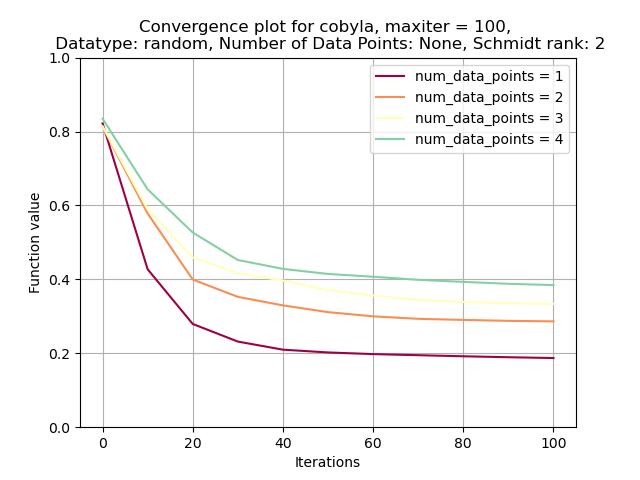 Convergence plot for cobyla, maxiter = 100,
Datatype: random, Number of Data Points: None, Schmidt rank: 2
num_data_points = 1
num_data_points = 2
num_data_points = 3
num_data_points = 4
Function value
1.0
0.8
0.6
0.4
0.2
0.0
0 20 40 60 80 100
Iterations